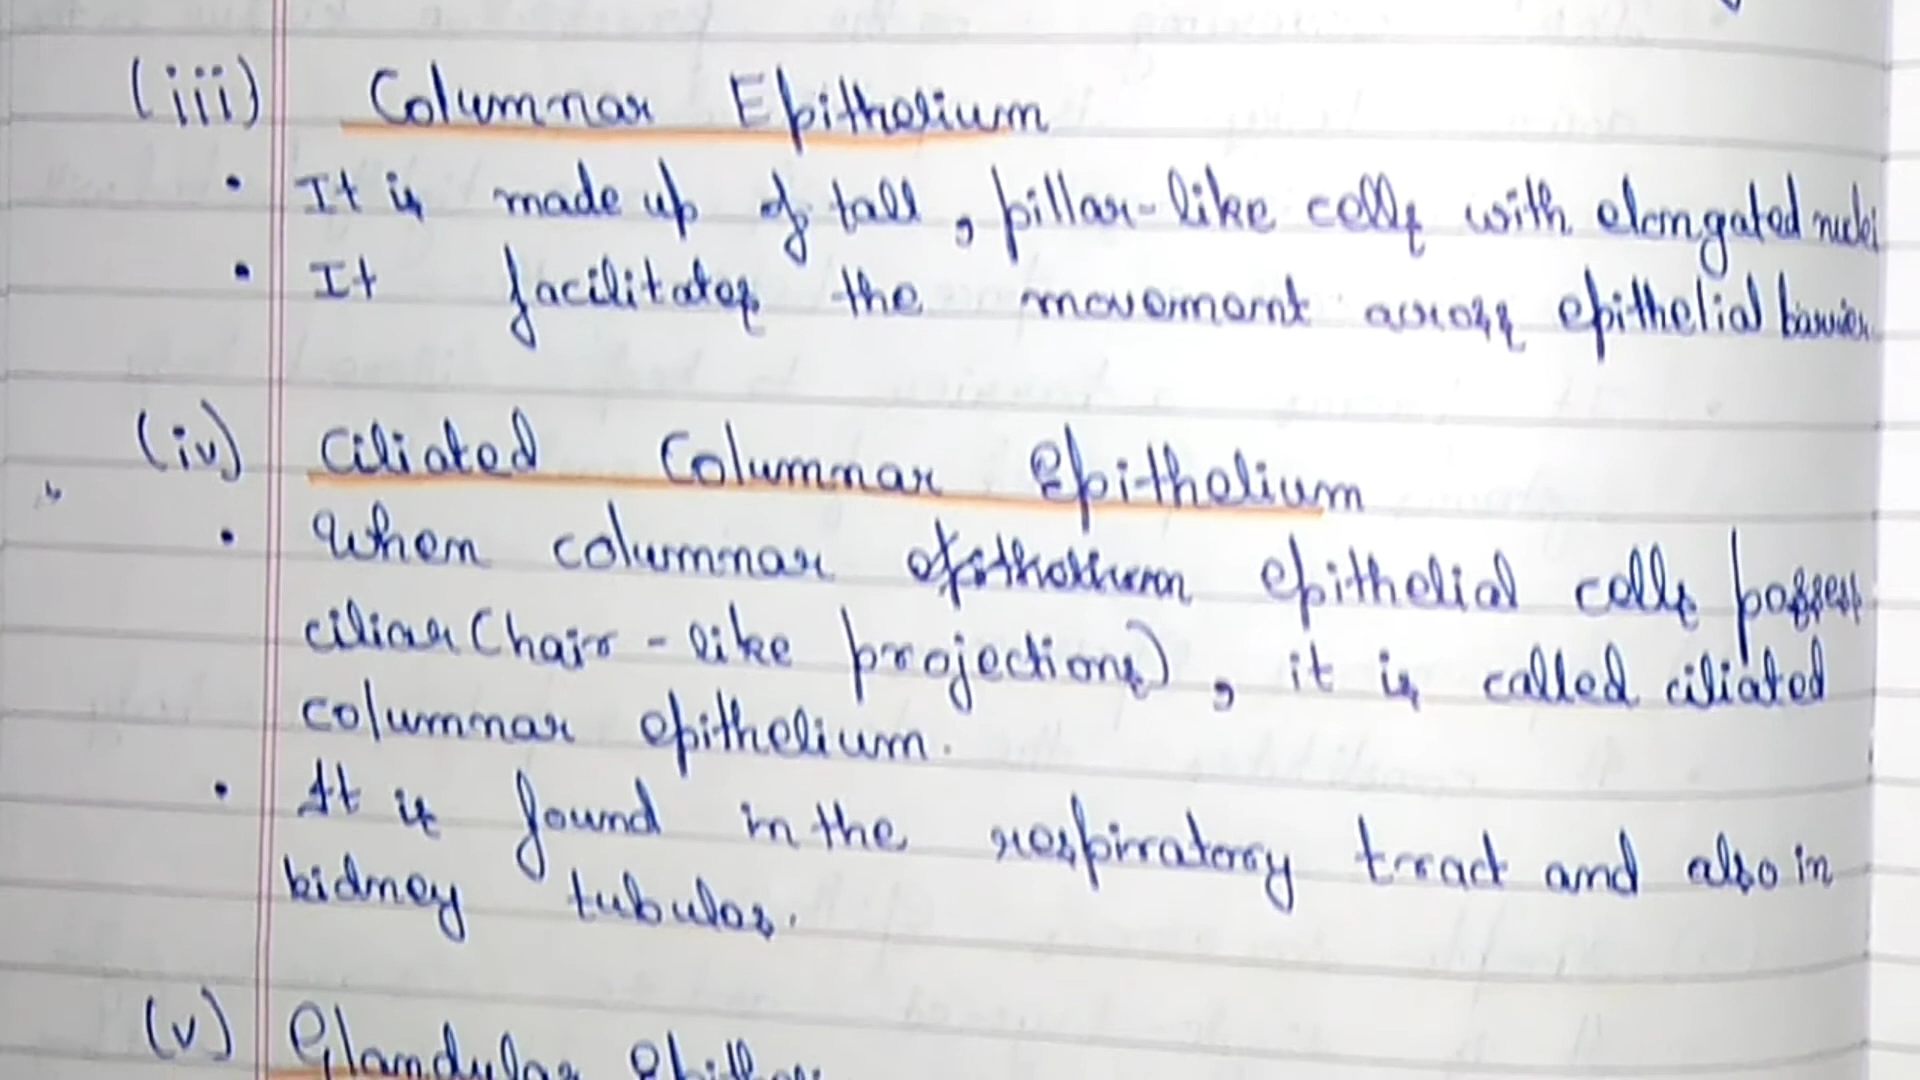 (iii) Columnar Epithelium
• It is made up of tall, pillar-like cells with elongated nuclei
• It facilitates the movement across epithelial barrier
(iv) Ciliated Columnar Epithelium
• When columnar epithelium epithelial cells possess
ciliar (hair-like projections), it is called ciliated
columnar epithelium.
• It is found in the respiratory tract and also in
kidney tubules.
(v) Glandular